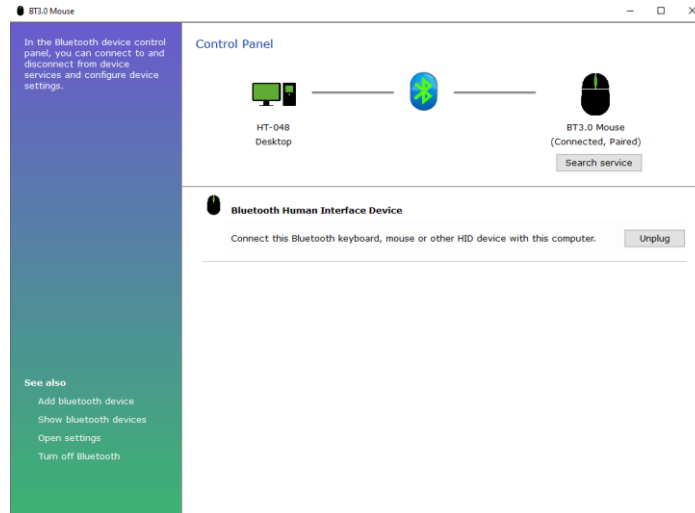 BT3.0 Mouse
In the Bluetooth device control
panel, you can connect to and
disconnect from device
services and configure device
settings.
See also
Add bluetooth device
Show bluetooth devices
Open settings
Turn off Bluetooth
Control Panel
HT-048
Desktop
BT3.0 Mouse
(Connected, Paired)
Search service
Bluetooth Human Interface Device
Connect this Bluetooth keyboard, mouse or other HID device with this computer.
Unplug